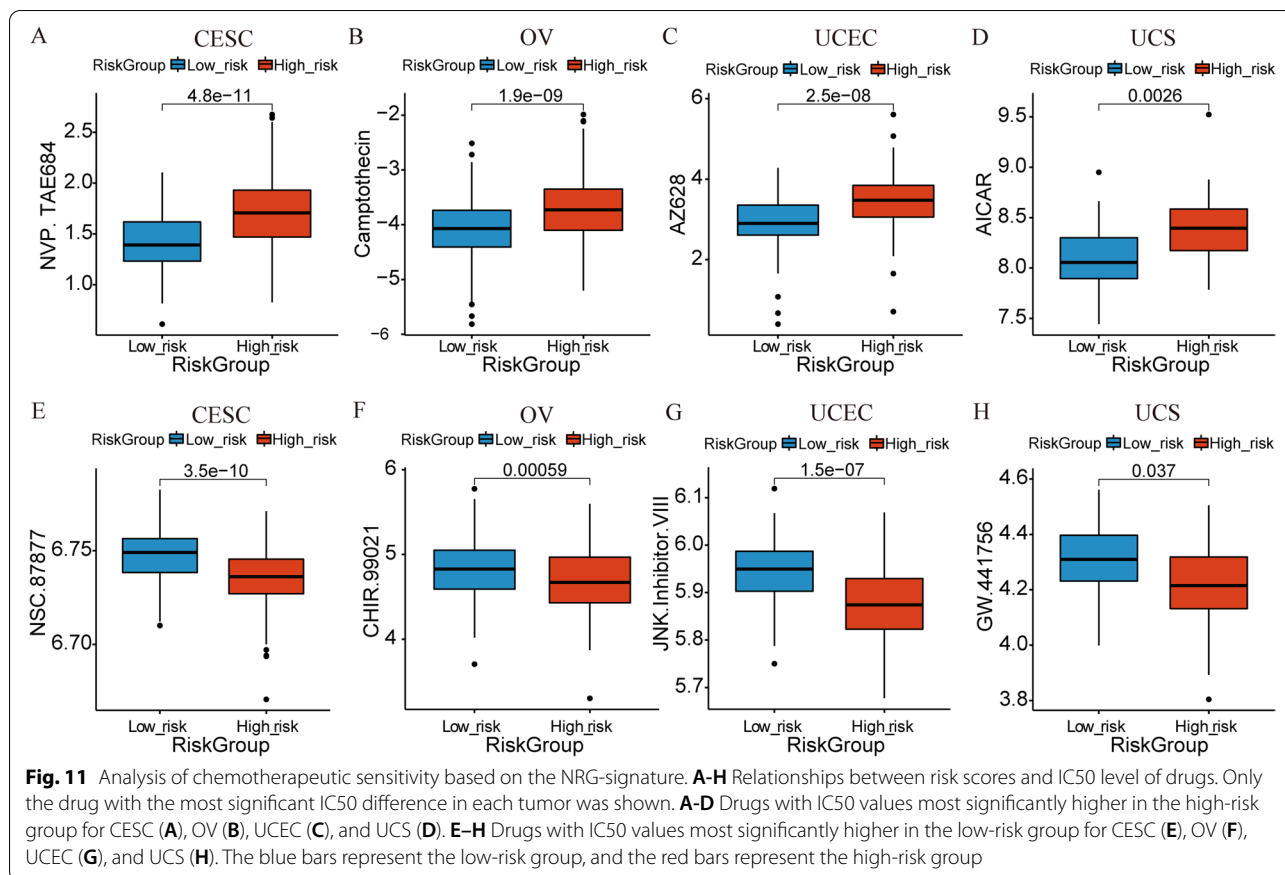 A CESC
RiskGroup Low_risk High_risk
4.8e−11
NVP. TAE684
2.5
2.0
1.5
1.0
Low_risk High_risk
RiskGroup
B OV
RiskGroup Low_risk High_risk
1.9e−09
Camptothecin
−2
−3
−4
−5
−6
Low_risk High_risk
RiskGroup
C UCEC
RiskGroup Low_risk High_risk
2.5e−08
AZ628
6
4
2
Low_risk High_risk
RiskGroup
D UCS
RiskGroup Low_risk High_risk
0.0026
AICAR
9.5
9.0
8.5
8.0
7.5
Low_risk High_risk
RiskGroup
E CESC
RiskGroup Low_risk High_risk
3.5e−10
NSC.87877
6.75
6.70
Low_risk High_risk
RiskGroup
F OV
RiskGroup Low_risk High_risk
0.00059
CHIR.99021
6
5
4
Low_risk High_risk
RiskGroup
G UCEC
RiskGroup Low_risk High_risk
1.5e−07
JNK.Inhibitor.VIII
6.1
6.0
5.9
5.8
5.7
Low_risk High_risk
RiskGroup
H UCS
RiskGroup Low_risk High_risk
0.037
GW.441756
4.6
4.4
4.2
4.0
3.8
Low_risk High_risk
RiskGroup
Fig. 11 Analysis of chemotherapeutic sensitivity based on the NRG-signature. A-H Relationships between risk scores and IC50 level of drugs. Only
the drug with the most significant IC50 difference in each tumor was shown. A-D Drugs with IC50 values most significantly higher in the high-risk
group for CESC (A), OV (B), UCEC (C), and UCS (D). E–H Drugs with IC50 values most significantly higher in the low-risk group for CESC (E), OV (F),
UCEC (G), and UCS (H). The blue bars represent the low-risk group, and the red bars represent the high-risk group